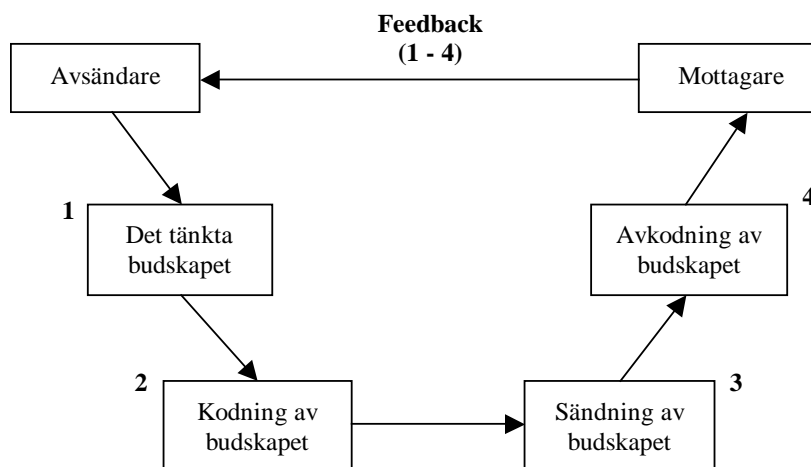 Feedback
(1 - 4)
Avsändare
Mottagare
1
Det tänkta
budskapet
4
Avkodning av
budskapet
2
Kodning av
budskapet
Sändning av
budskapet
3